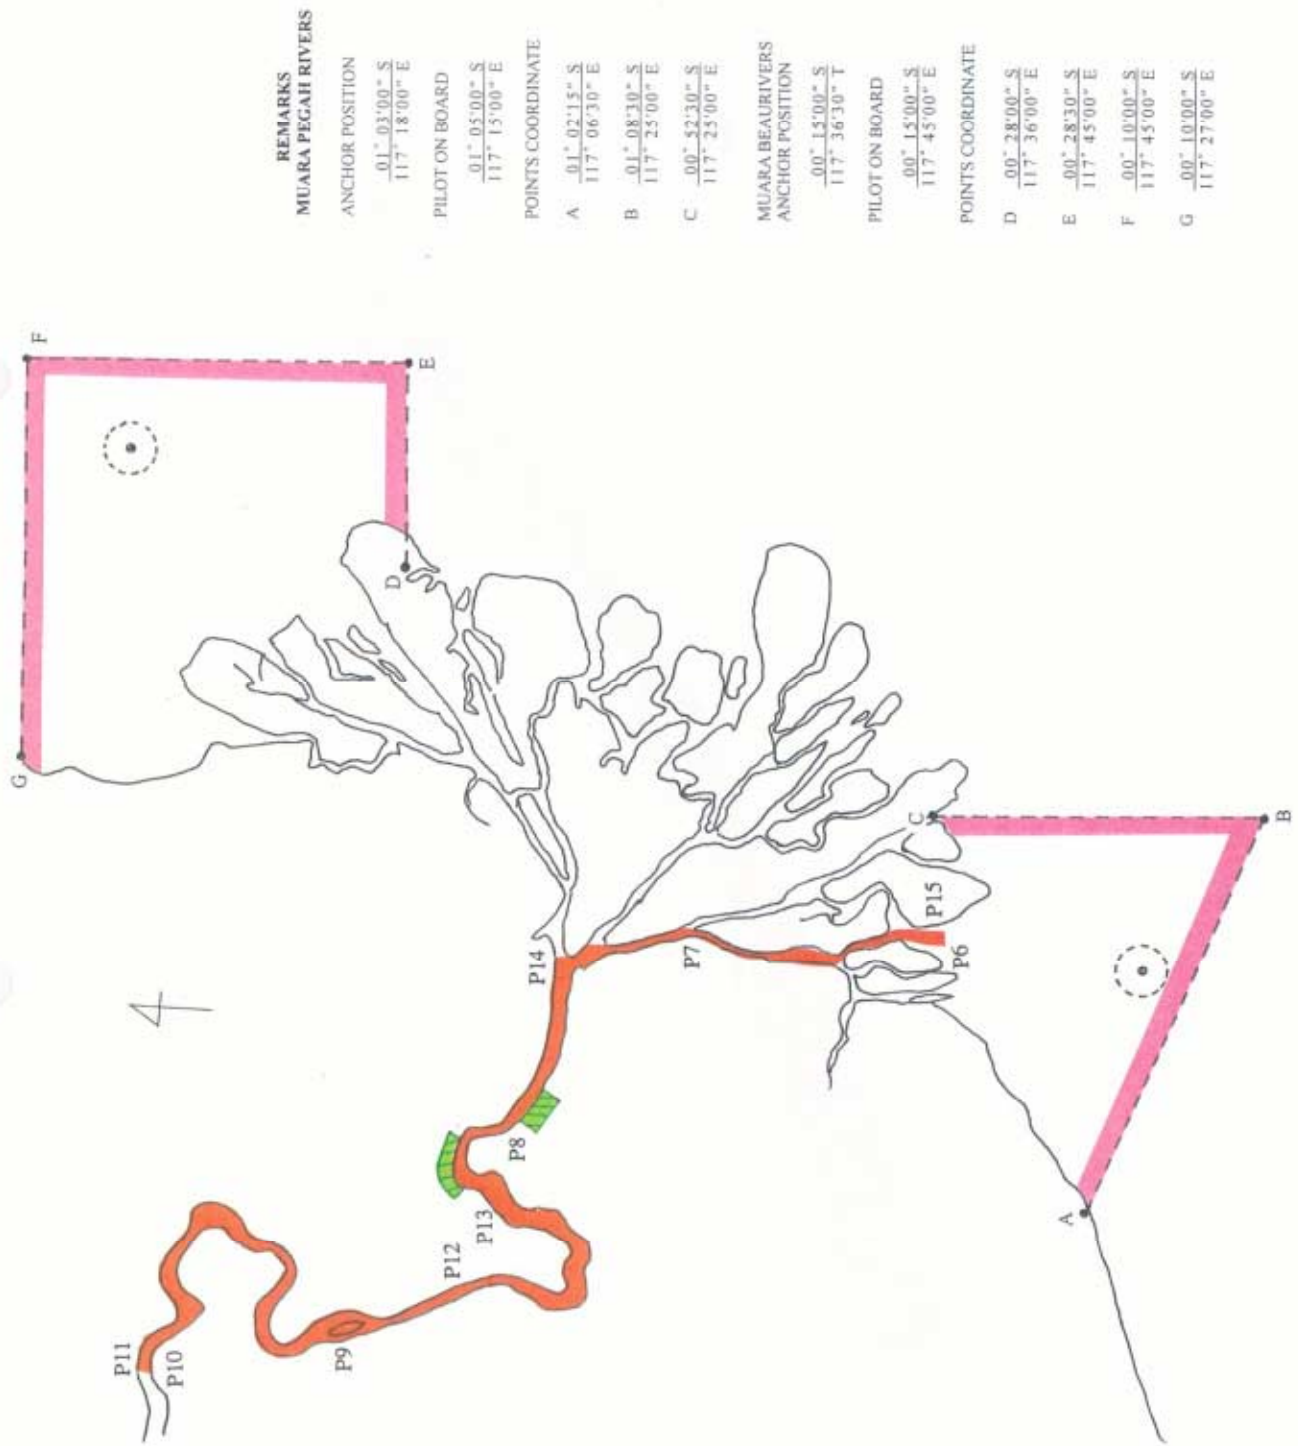 REMARKS
MUARA PEGAH RIVERS
ANCHOR POSITION
01° 03'00" S
117° 18'00" E
PILOT ON BOARD
01° 05'00" S
117° 15'00" E
POINTS COORDINATE
A 01° 02'15" S
117° 06'30" E
B 01° 08'30" S
117° 25'00" E
C 00° 52'30" S
117° 25'00" E
MUARA BEAURIVERS
ANCHOR POSITION
00° 15'00" S
117° 36'30" T
PILOT ON BOARD
00° 15'00" S
117° 45'00" E
POINTS COORDINATE
D 00° 28'00" S
117° 36'00" E
E 00° 28'30" S
117° 45'00" E
F 00° 10'00" S
117° 45'00" E
G 00° 10'00" S
117° 27'00" E
F
E
D
G
C
B
A
P15
P6
P7
P14
P8
P13
P12
P9
P11
P10